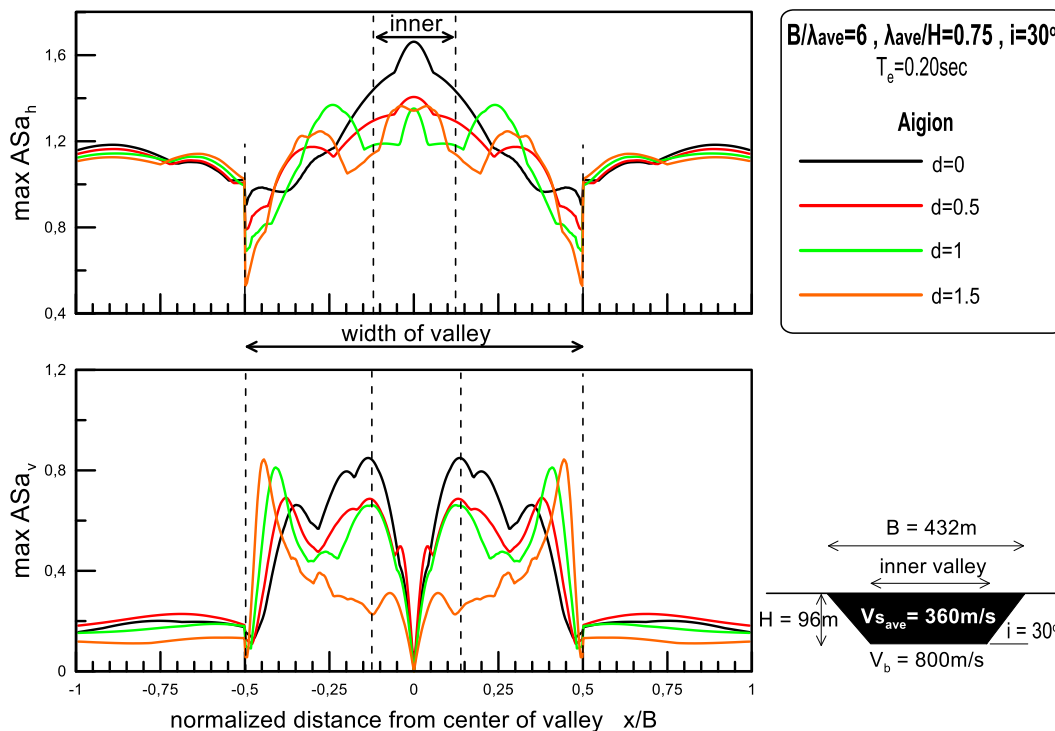 inner
1,6
1,2
0,8
0,4
max ASa_h
width of valley
1,2
0,8
0,4
0
max ASa_v
-1 -0,75 -0,5 -0,25 0 0,25 0,5 0,75 1
normalized distance from center of valley x/B
B/λave=6 , λave/H=0.75 , i=30º
T_e=0.20sec
Aigion
d=0
d=0.5
d=1
d=1.5
B = 432m
inner valley
H = 96m
Vs_ave = 360m/s
i = 30º
V_b = 800m/s